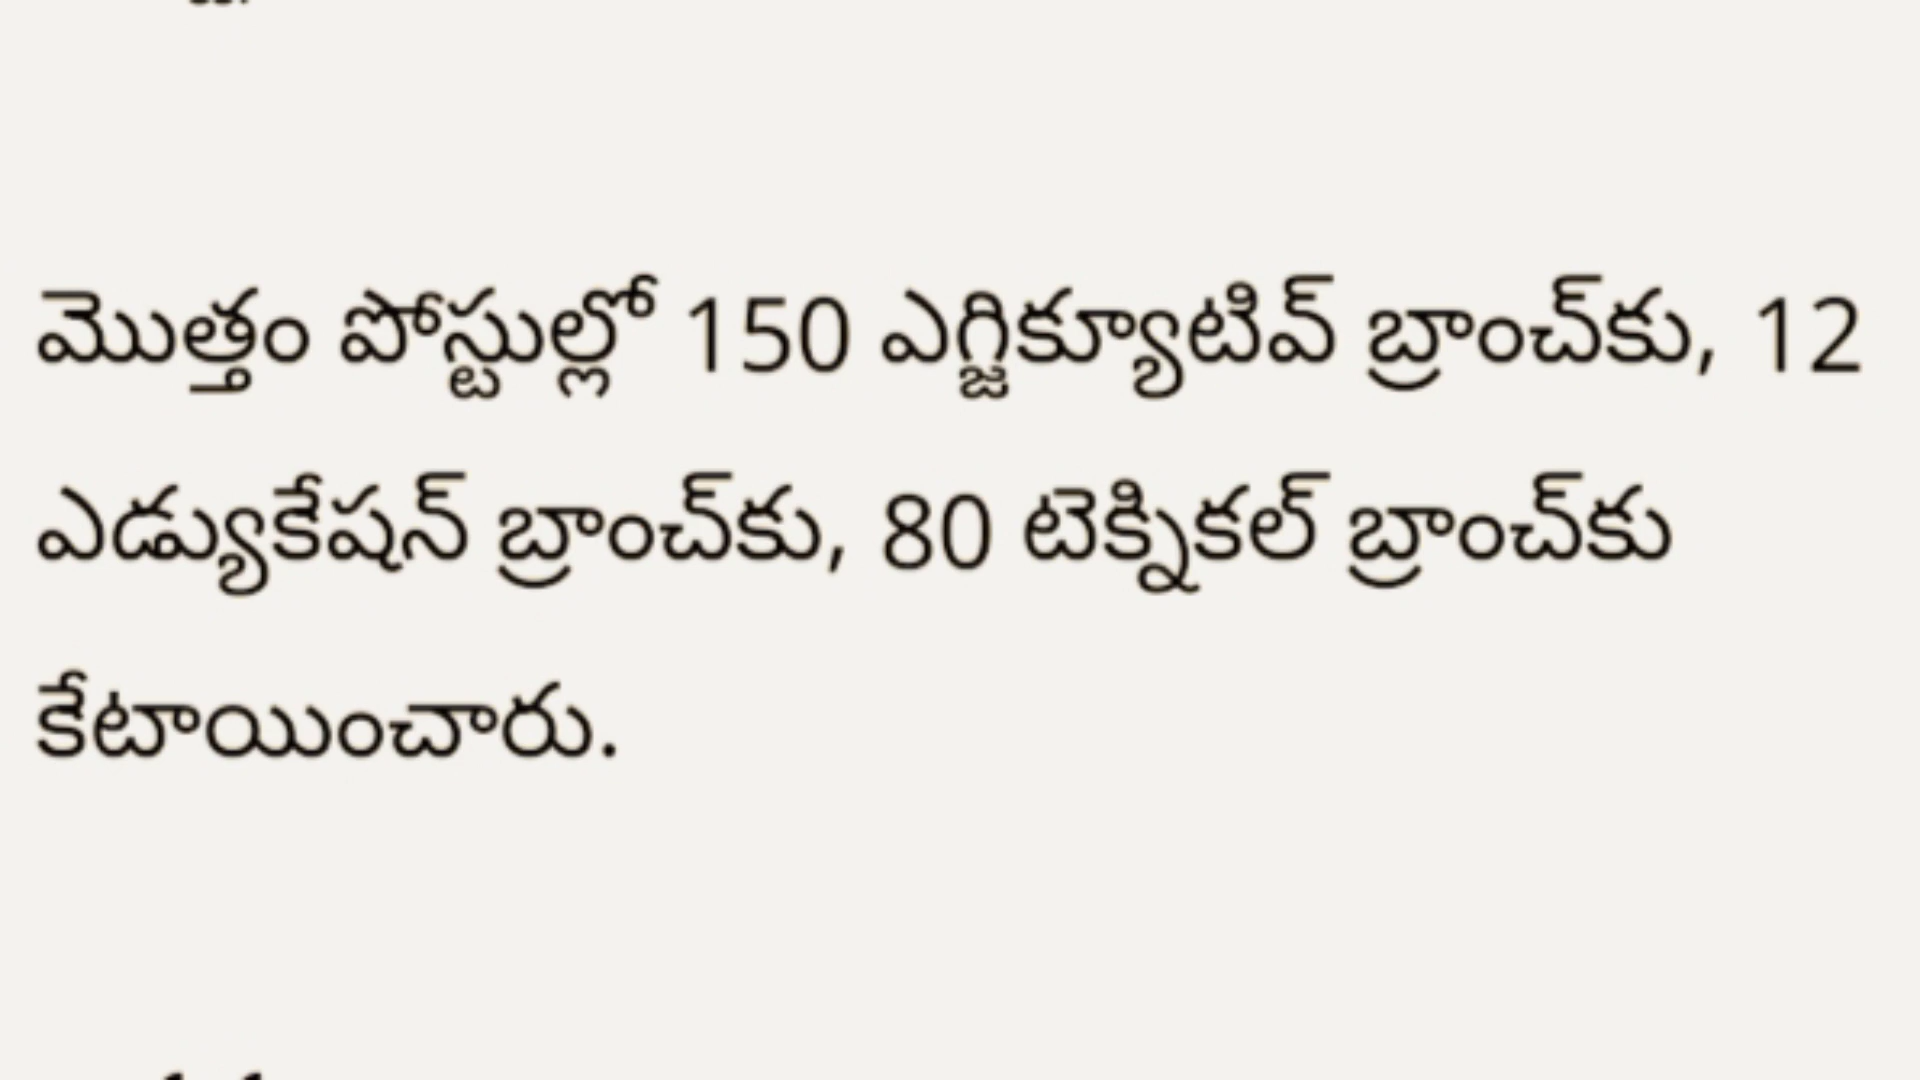 మొత్తం పోస్టుల్లో 150 ఎగ్జిక్యూటివ్ బ్రాంచ్‌కు, 12
ఎడ్యుకేషన్ బ్రాంచ్‌కు, 80 టెక్నికల్ బ్రాంచ్‌కు
కేటాయించారు.